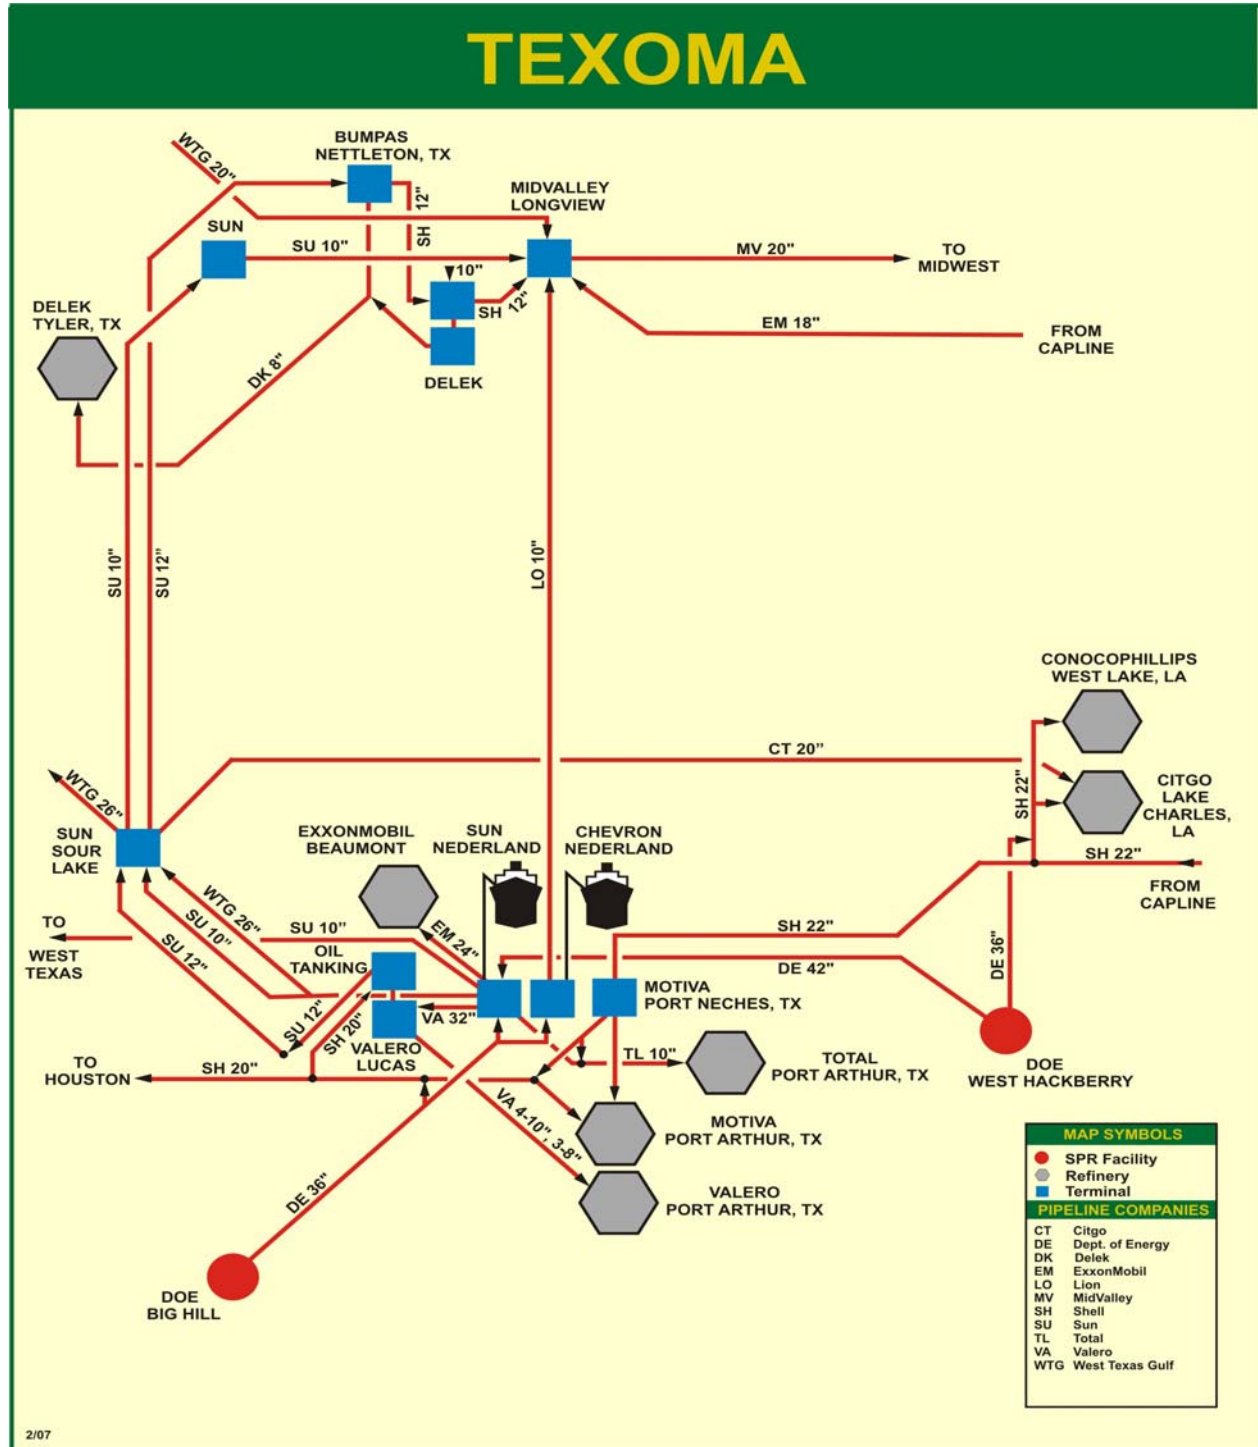 TEXOMA
WTG 20"
BUMPAS
NETTLETON, TX
MIDVALLEY
LONGVIEW
SH 12"
SUN
SU 10"
MV 20"
TO
MIDWEST
10"
SH 12"
DELEK
TYLER, TX
EM 18"
FROM
CAPLINE
DK 8"
DELEK
SU 10"
SU 12"
LO 10"
CONOCOPHILLIPS
WEST LAKE, LA
CT 20"
SH 22"
CITGO
LAKE
CHARLES,
LA
WTG 26"
SUN
SOUR
LAKE
EXXONMOBIL
BEAUMONT
SUN
NEDERLAND
CHEVRON
NEDERLAND
SH 22"
FROM
CAPLINE
WTG 26"
SU 10"
EM 24"
SH 22"
TO
WEST
TEXAS
SU 10"
SU 12"
OIL
TANKING
DE 42"
DE 36"
MOTIVA
PORT NECHES, TX
SU 12"
SH 20"
VA 32"
VALERO
LUCAS
TO
HOUSTON
SH 20"
TL 10"
TOTAL
PORT ARTHUR, TX
DOE
WEST HACKBERRY
VA 4-10", 3-8"
MOTIVA
PORT ARTHUR, TX
DE 36"
VALERO
PORT ARTHUR, TX
DOE
BIG HILL
MAP SYMBOLS
SPR Facility
Refinery
Terminal
PIPELINE COMPANIES
CT Citgo
DE Dept. of Energy
DK Delek
EM ExxonMobil
LO Lion
MV MidValley
SH Shell
SU Sun
TL Total
VA Valero
WTG West Texas Gulf
2/07